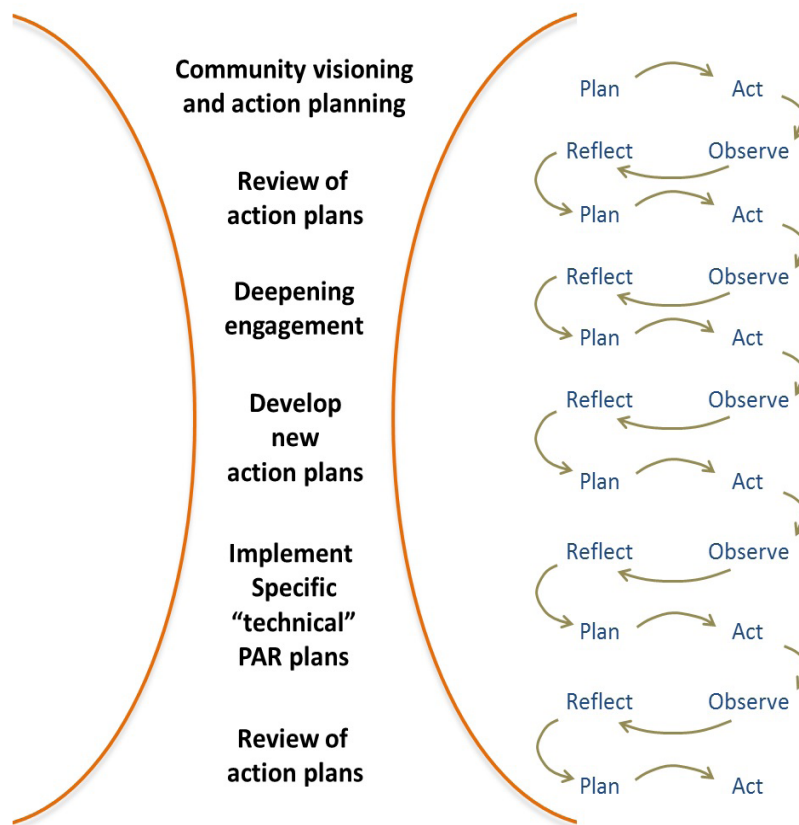 Community visioning
and action planning
Review of
action plans
Deepening
engagement
Develop
new
action plans
Implement
Specific
“technical”
PAR plans
Review of
action plans
Plan Act
Reflect Observe
Plan Act
Reflect Observe
Plan Act
Reflect Observe
Plan Act
Reflect Observe
Plan Act
Reflect Observe
Plan Act